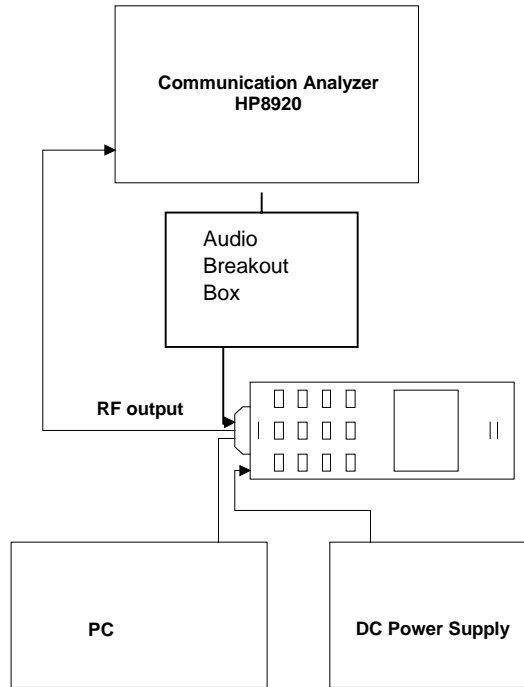 Communication Analyzer
HP8920
Audio
Breakout
Box
RF output
PC
DC Power Supply